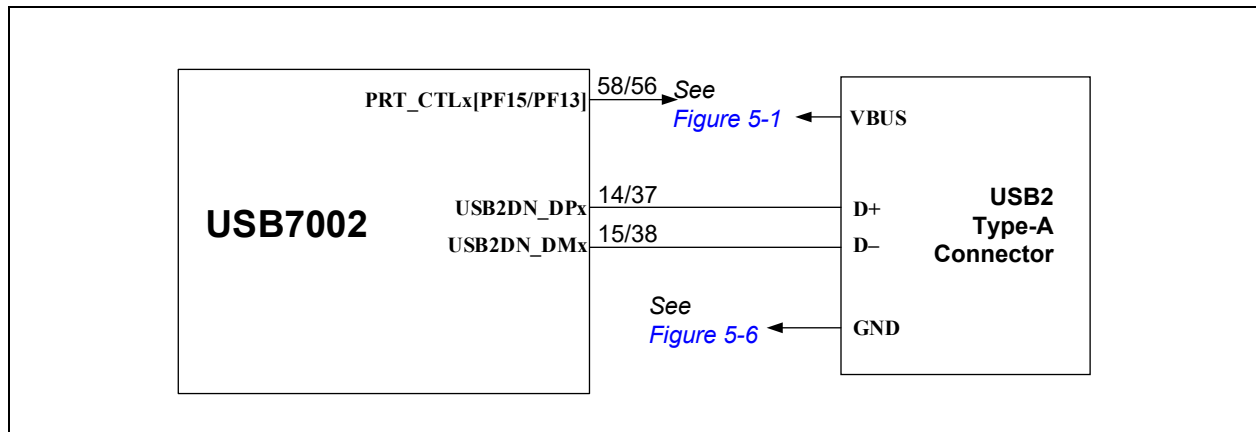 58/56
PRT_CTLx[PF15/PF13]
See
Figure 5-1
VBUS
14/37
USB7002
USB2DN_DPx
D+
15/38
USB2DN_DMx
D–
USB2
Type-A
Connector
See
Figure 5-6
GND